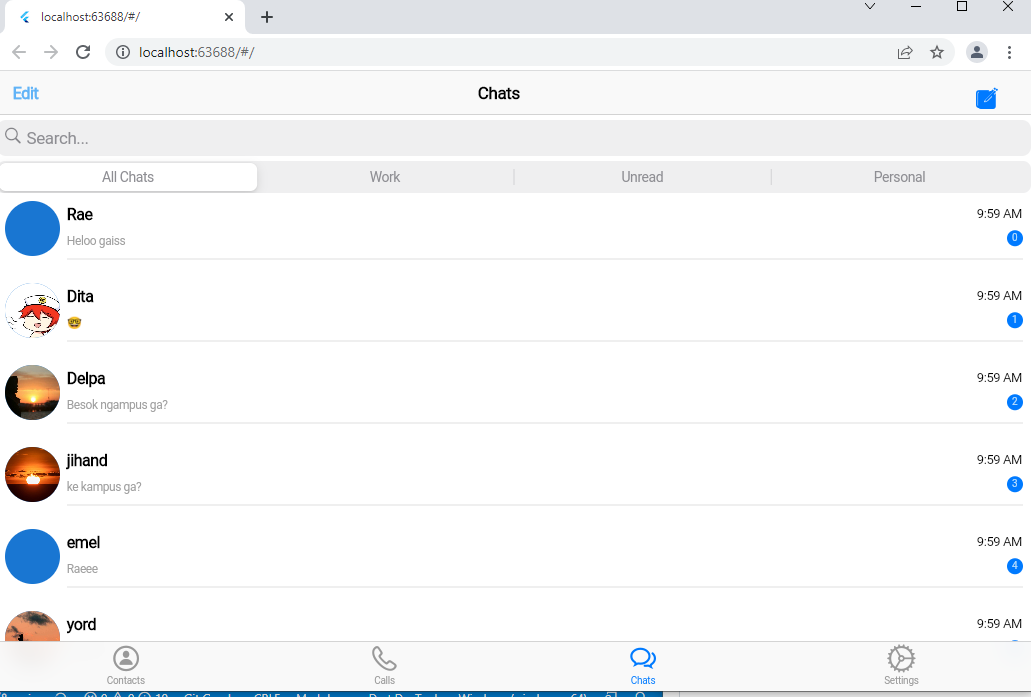 localhost:63688/#/
localhost:63688/#/
Edit
Chats
Search...
All Chats
Work
Unread
Personal
Rae
9:59 AM
Heloo gaiss
0
Dita
9:59 AM
🤓
1
Delpa
9:59 AM
Besok ngampus ga?
2
jihand
9:59 AM
ke kampus ga?
3
emel
9:59 AM
Raeee
4
yord
9:59 AM
Contacts
Calls
Chats
Settings